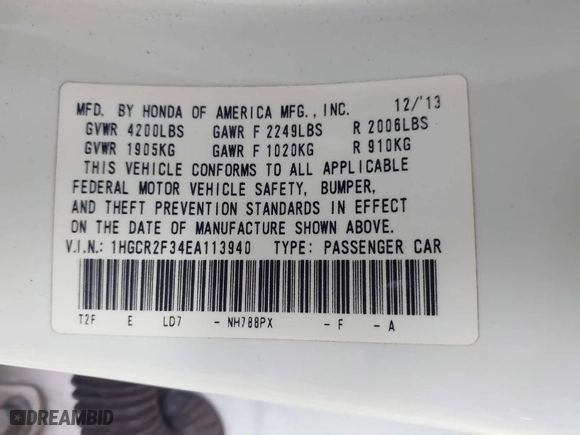 MFD. BY HONDA OF AMERICA MFG., INC. 12/'13
GVWR 4200LBS GAWR F 2249LBS R 2006LBS
GVWR 1905KG GAWR F 1020KG R 910KG
THIS VEHICLE CONFORMS TO ALL APPLICABLE
FEDERAL MOTOR VEHICLE SAFETY, BUMPER,
AND THEFT PREVENTION STANDARDS IN EFFECT
ON THE DATE OF MANUFACTURE SHOWN ABOVE.
V.I.N.: 1HGCR2F34EA113940 TYPE: PASSENGER CAR
T2F E LD7 - NH788PX - F - A
DREAMBID